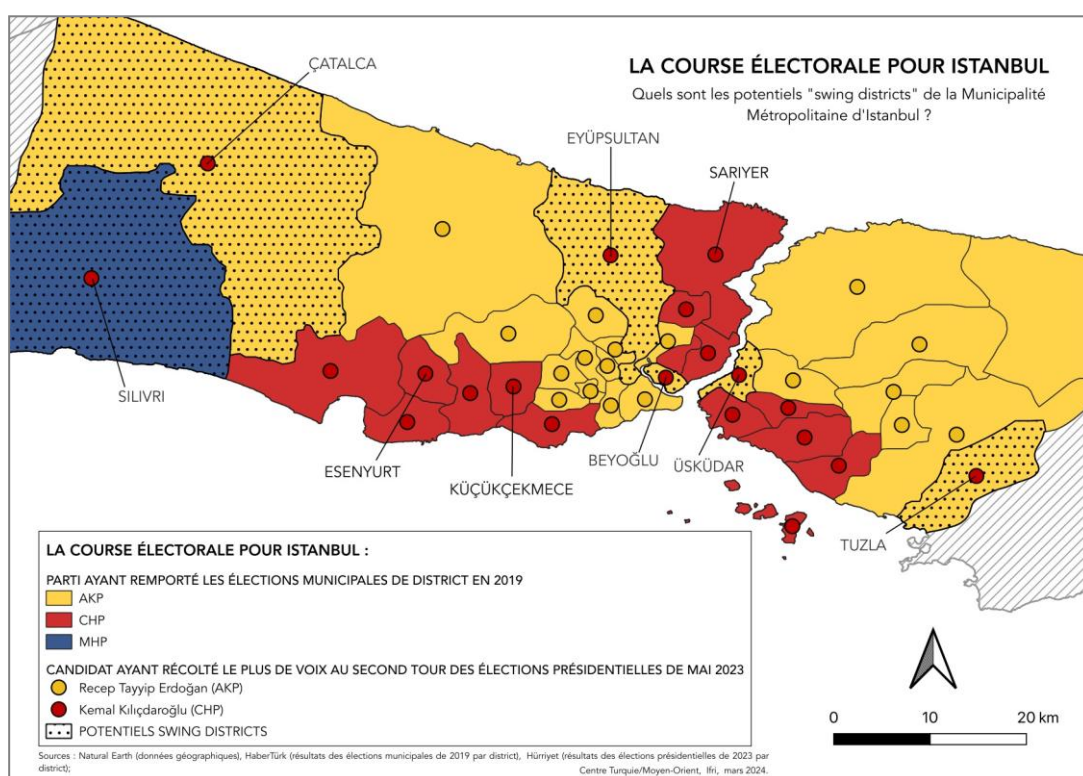 LA COURSE ÉLECTORALE POUR ISTANBUL
Quels sont les potentiels "swing districts" de la Municipalité
Métropolitaine d'Istanbul ?
ÇATALCA
EYÜPSULTAN
SARIYER
SILIVRI
ESENYURT
KÜÇÜKÇEKMECE
BEYOĞLU
ÜSKÜDAR
TUZLA
LA COURSE ÉLECTORALE POUR ISTANBUL :
PARTI AYANT REMPORTÉ LES ÉLECTIONS MUNICIPALES DE DISTRICT EN 2019
AKP
CHP
MHP
CANDIDAT AYANT RÉCOLTÉ LE PLUS DE VOIX AU SECOND TOUR DES ÉLECTIONS PRÉSIDENTIELLES DE MAI 2023
Recep Tayyip Erdoğan (AKP)
Kemal Kılıçdaroğlu (CHP)
POTENTIELS SWING DISTRICTS
0 10 20 km
Sources : Natural Earth (données géographiques), HaberTürk (résultats des élections municipales de 2019 par district), Hürriyet (résultats des élections présidentielles de 2023 par
district);
Centre Turquie/Moyen-Orient, Ifri, mars 2024.